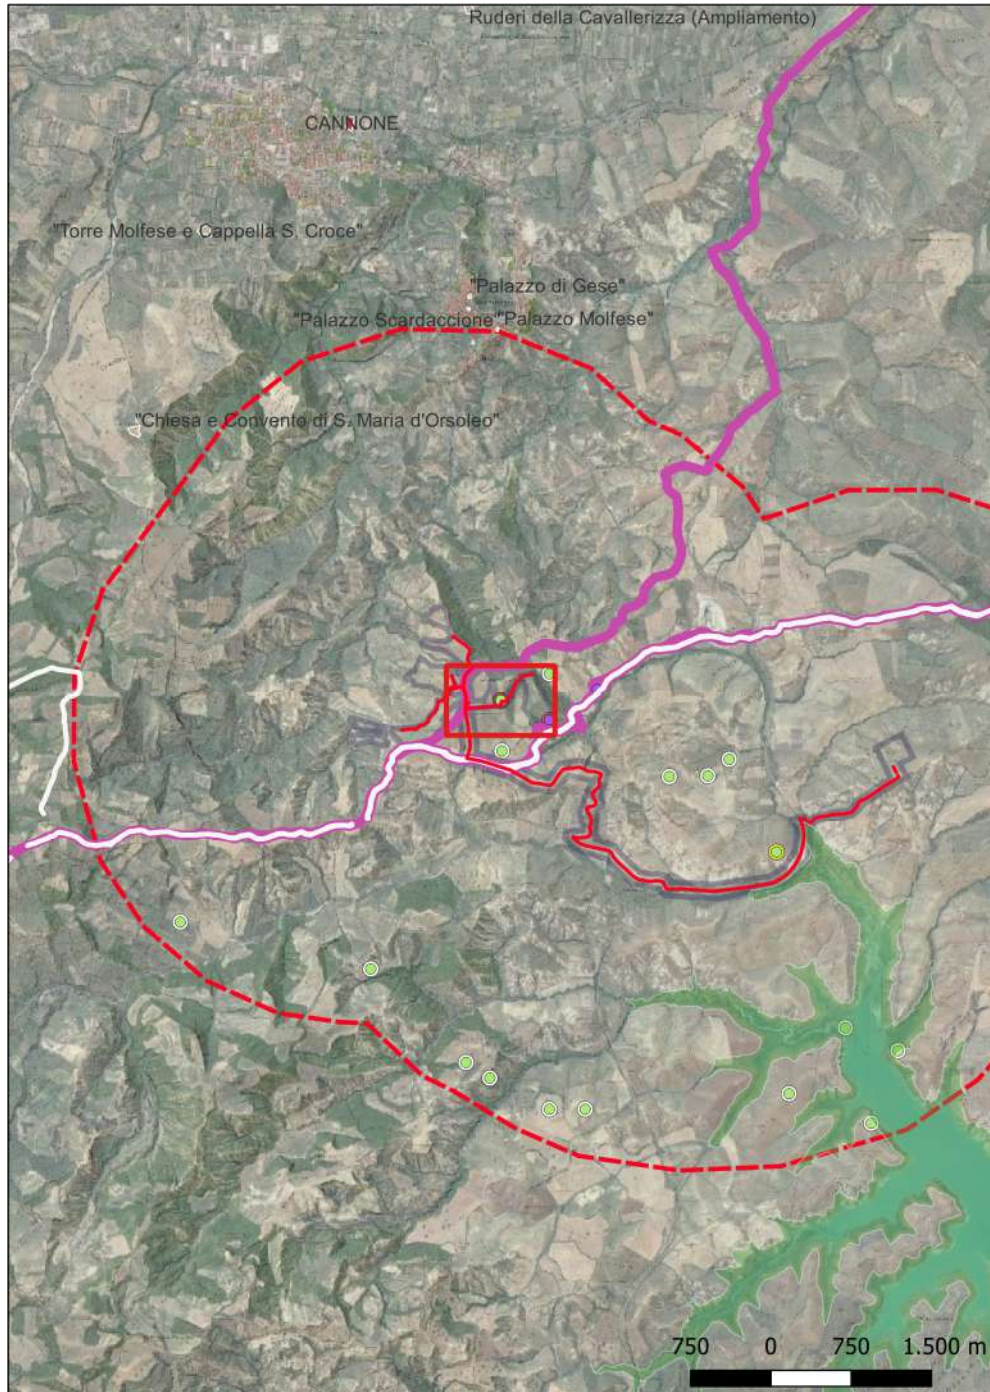 Ruderi della Cavallerizza (Ampliamento)
CANNONE
"Torre Molfese e Cappella S. Croce"
"Palazzo di Gese"
"Palazzo Scardaccione" "Palazzo Molfese"
"Chiesa e Convento di S. Maria d'Orsoleo"
750 0 750 1.500 m